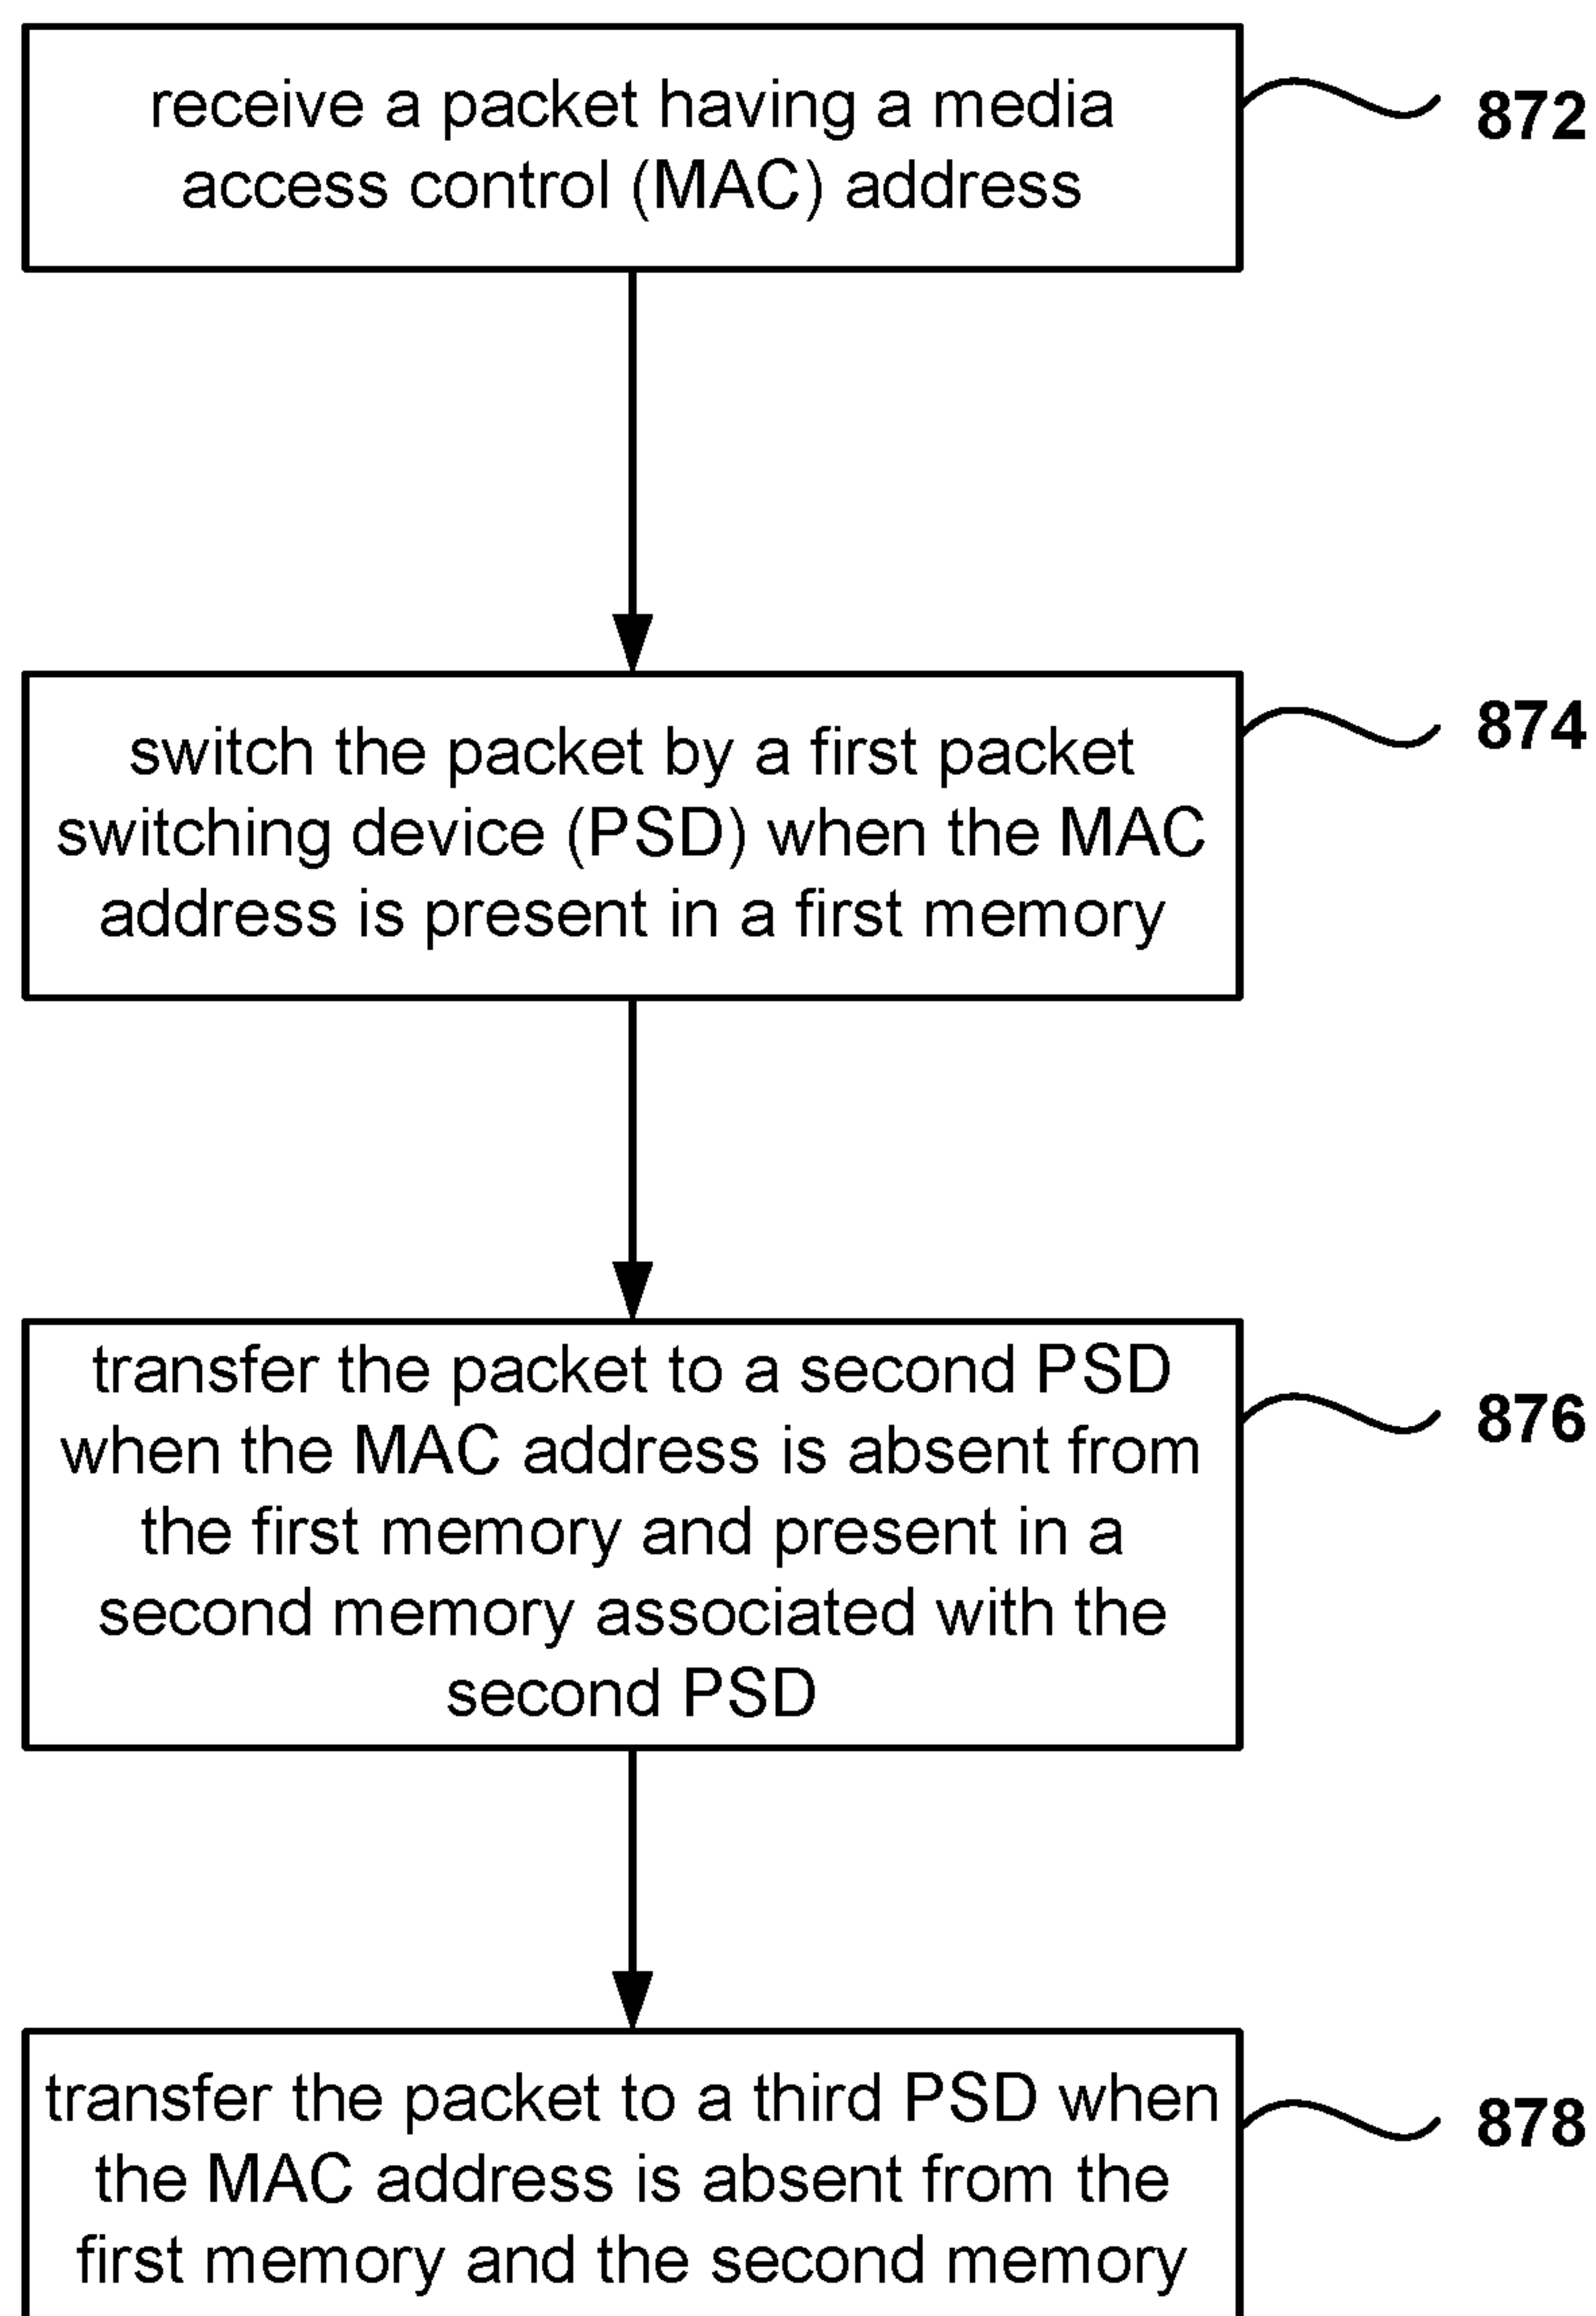 receive a packet having a media
access control (MAC) address
872
switch the packet by a first packet
switching device (PSD) when the MAC
address is present in a first memory
874
transfer the packet to a second PSD
when the MAC address is absent from
the first memory and present in a
second memory associated with the
second PSD
876
transfer the packet to a third PSD when
the MAC address is absent from the
first memory and the second memory
878